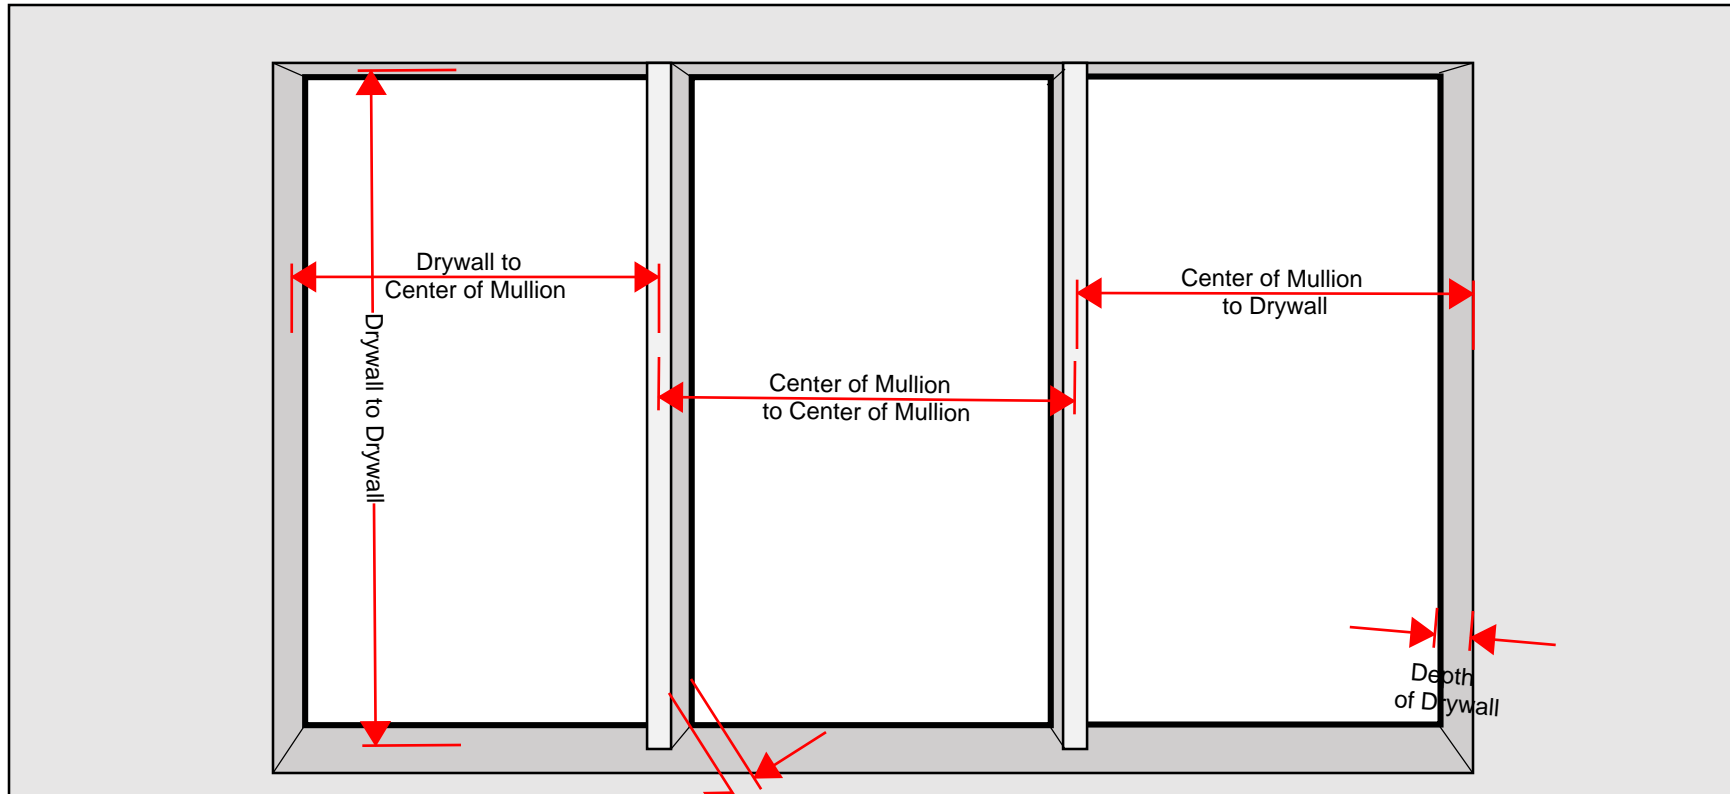 Drywall to
Center of Mullion
Center of Mullion
to Drywall
Drywall to Drywall
Center of Mullion
to Center of Mullion
Depth
of Drywall